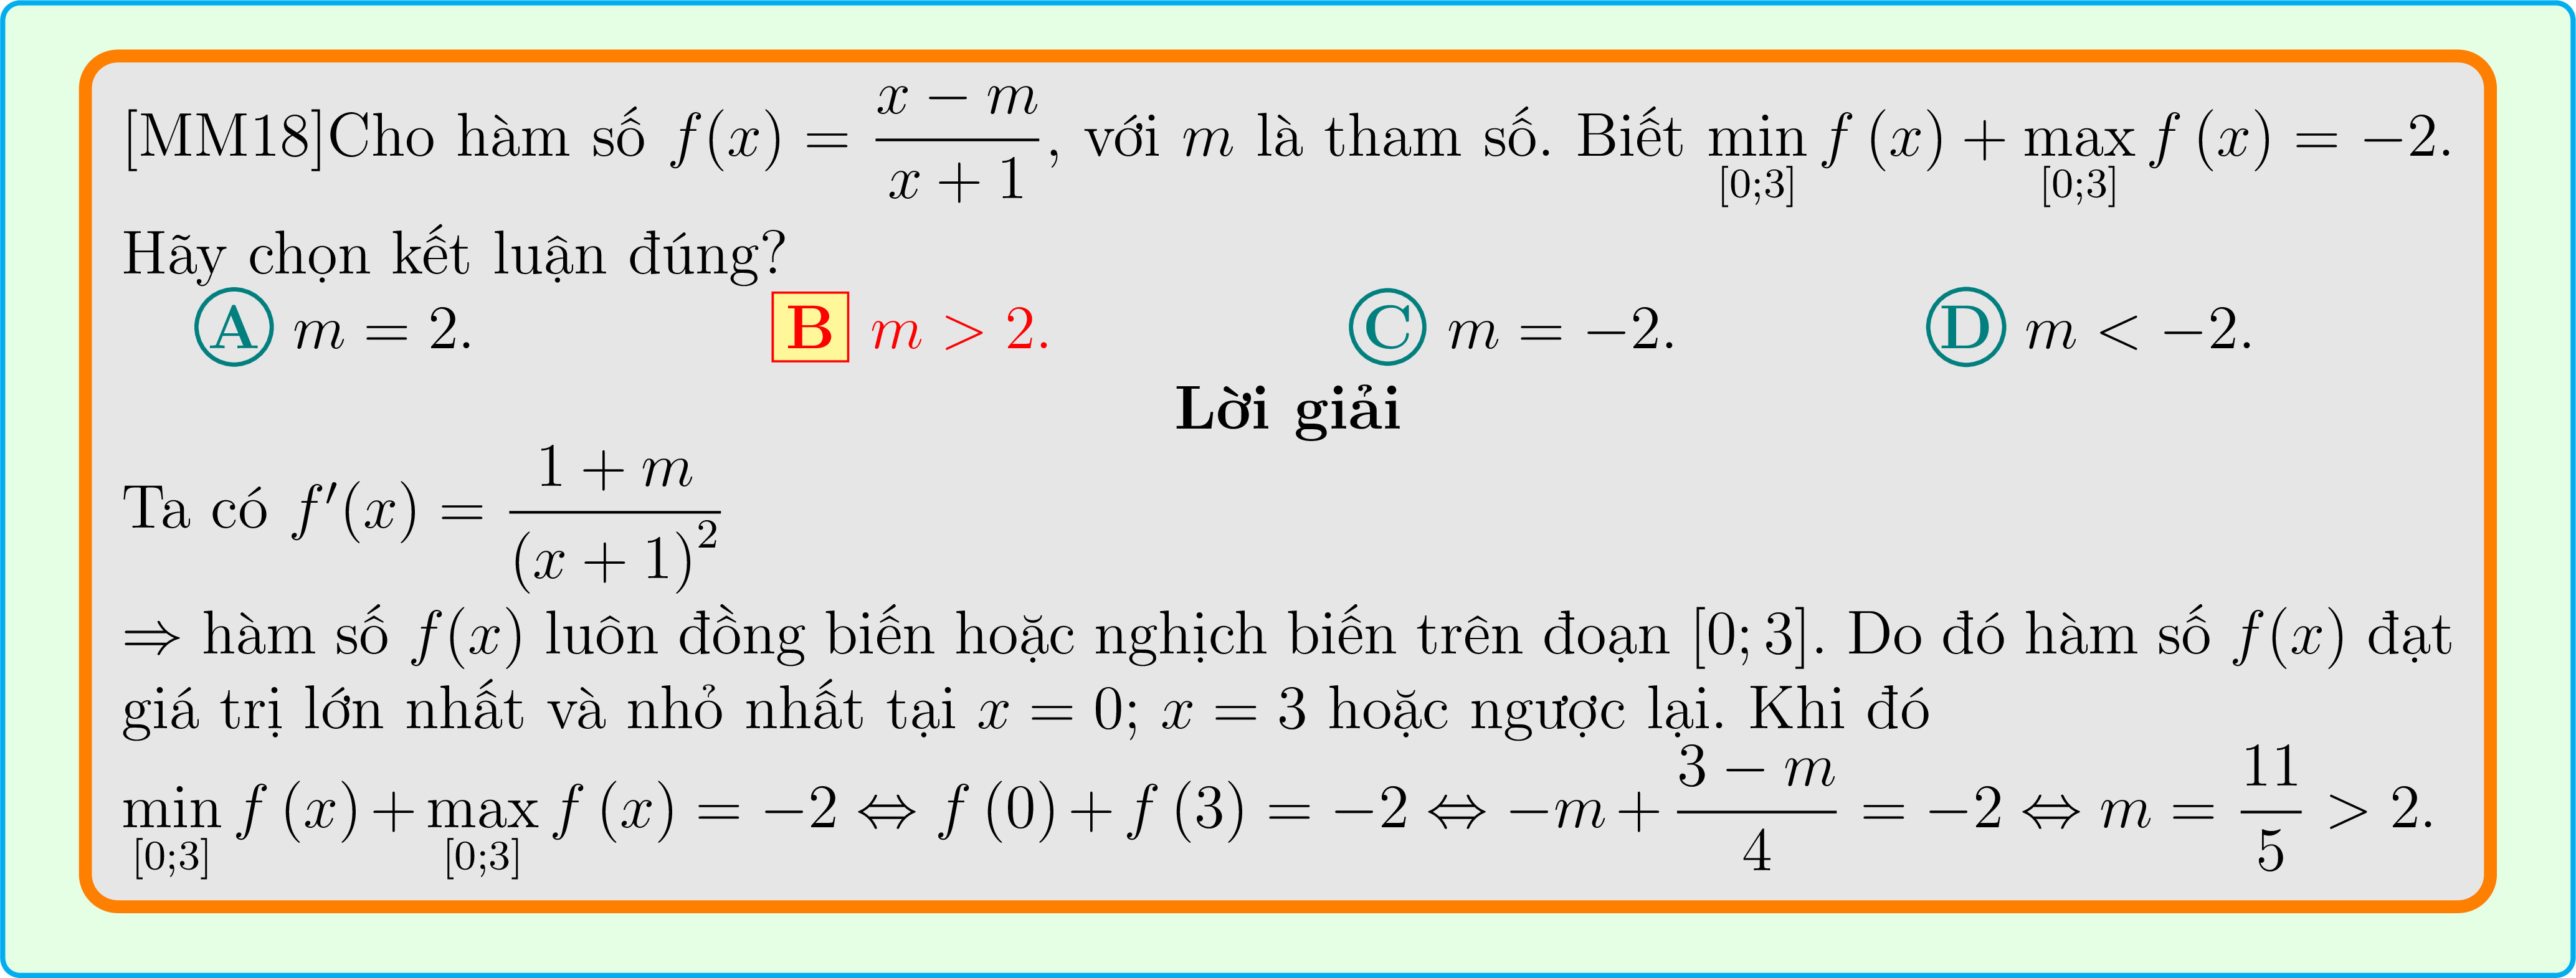 [MM18]Cho hàm số $f(x) = \dfrac{x-m}{x+1}$, với $m$ là tham số. Biết $\min\limits_{[0;3]} f(x) + \max\limits_{[0;3]} f(x) = -2$.
Hãy chọn kết luận đúng?
A $m = 2$. B $m > 2$. C $m = -2$. D $m < -2$.
Lời giải
Ta có $f'(x) = \dfrac{1+m}{(x+1)^2}$
$\Rightarrow$ hàm số $f(x)$ luôn đồng biến hoặc nghịch biến trên đoạn $[0;3]$. Do đó hàm số $f(x)$ đạt
giá trị lớn nhất và nhỏ nhất tại $x = 0$; $x = 3$ hoặc ngược lại. Khi đó
$\min\limits_{[0;3]} f(x) + \max\limits_{[0;3]} f(x) = -2 \Leftrightarrow f(0) + f(3) = -2 \Leftrightarrow -m + \dfrac{3-m}{4} = -2 \Leftrightarrow m = \dfrac{11}{5} > 2$.